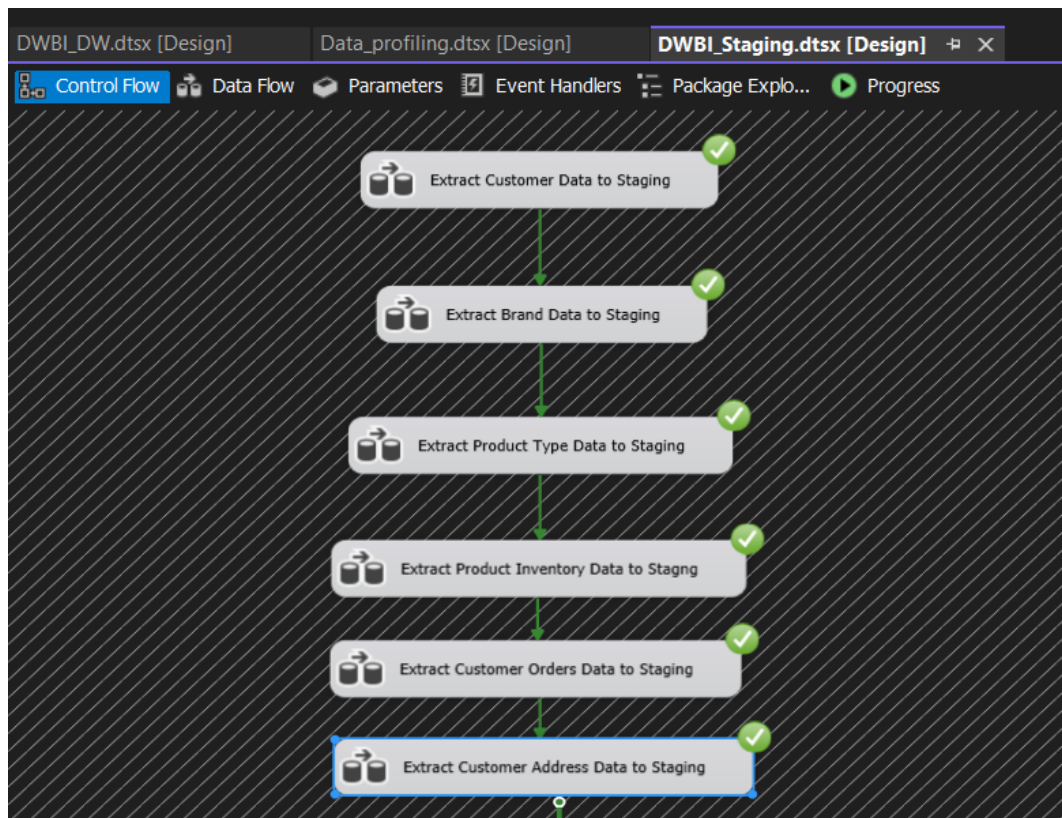 DWBI_DW.dtsx [Design] Data_profiling.dtsx [Design] DWBI_Staging.dtsx [Design]
Control Flow Data Flow Parameters Event Handlers Package Explo... Progress
Extract Customer Data to Staging
Extract Brand Data to Staging
Extract Product Type Data to Staging
Extract Product Inventory Data to Stagng
Extract Customer Orders Data to Staging
Extract Customer Address Data to Staging